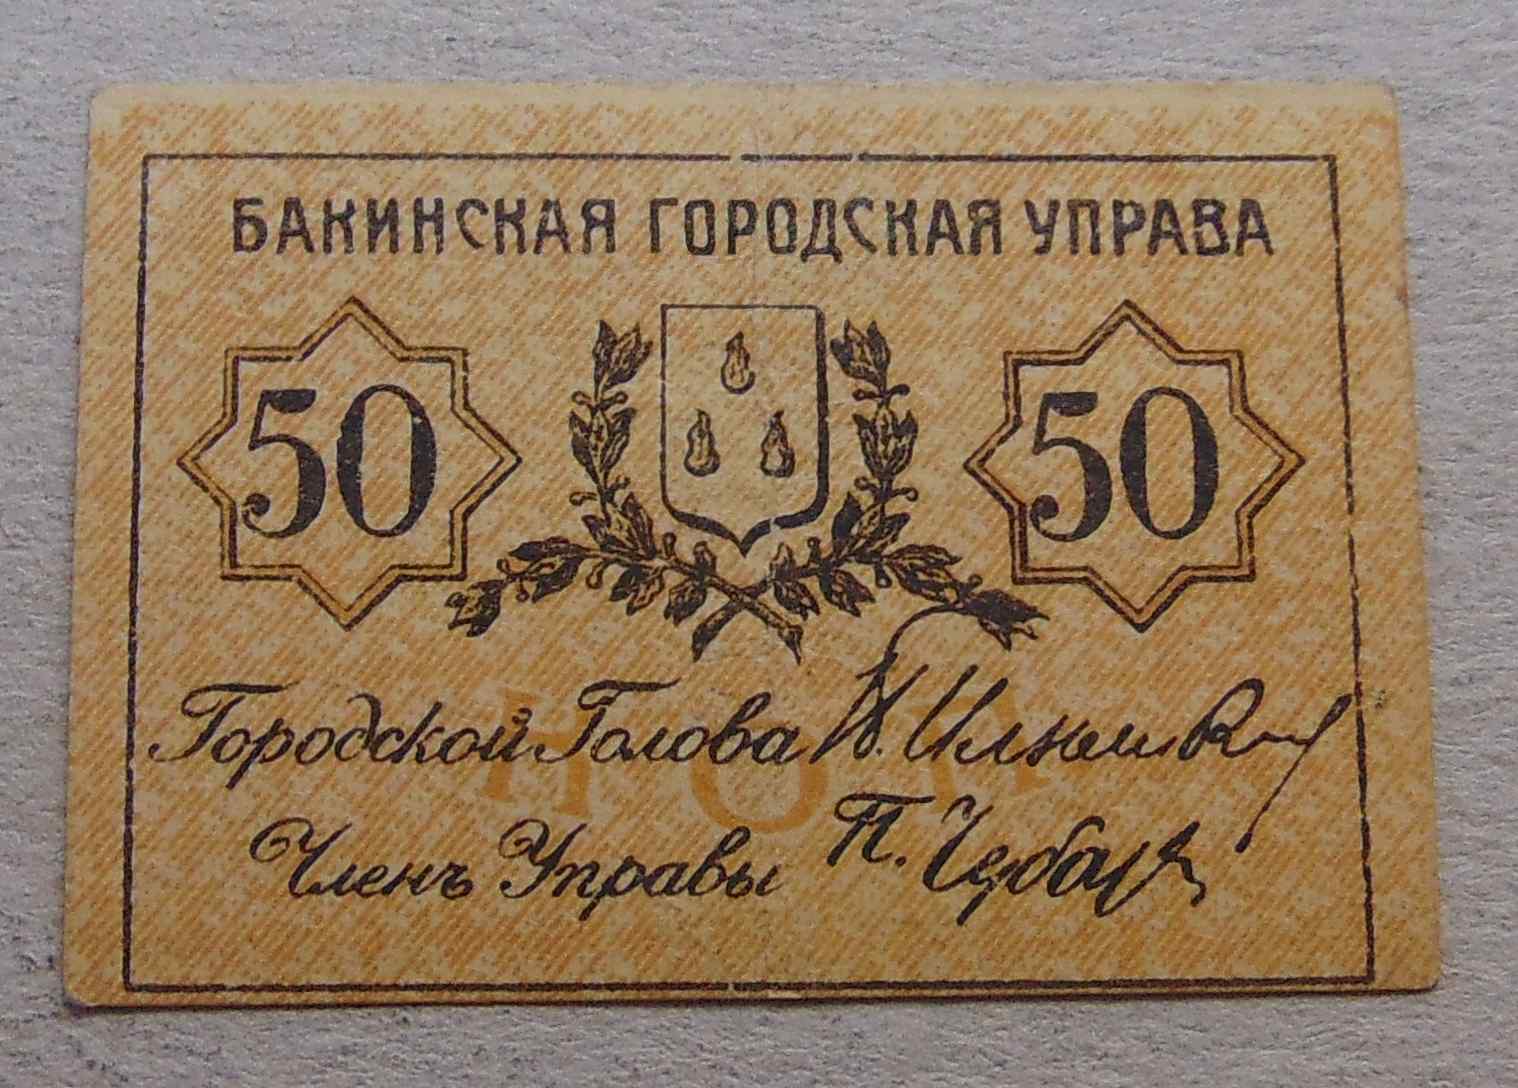 БАКИНСКАЯ ГОРОДСКАЯ УПРАВА
50 50
Городской Голова
Членъ Управы П.